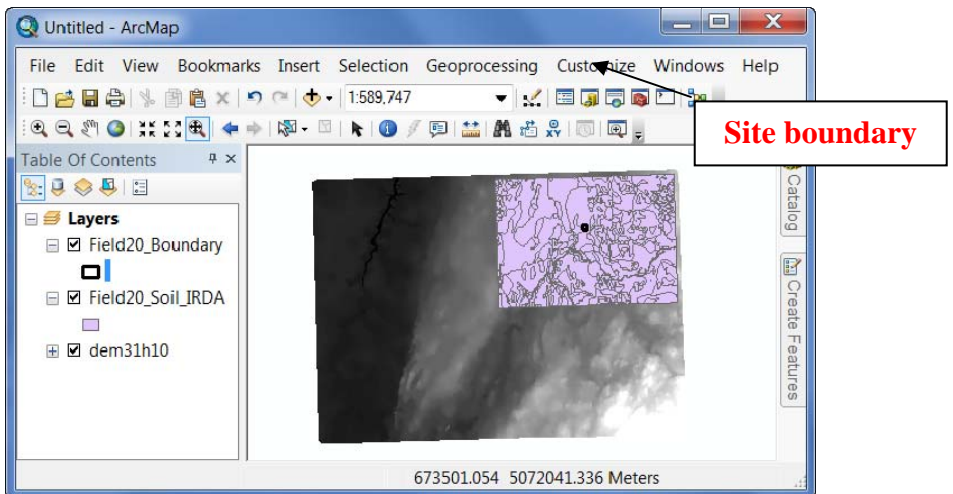 Untitled - ArcMap
File Edit View Bookmarks Insert Selection Geoprocessing Customize Windows Help
1:589,747
Site boundary
Table Of Contents
Layers
Field20_Boundary
Field20_Soil_IRDA
dem31h10
Catalog
Create Features
673501.054 5072041.336 Meters